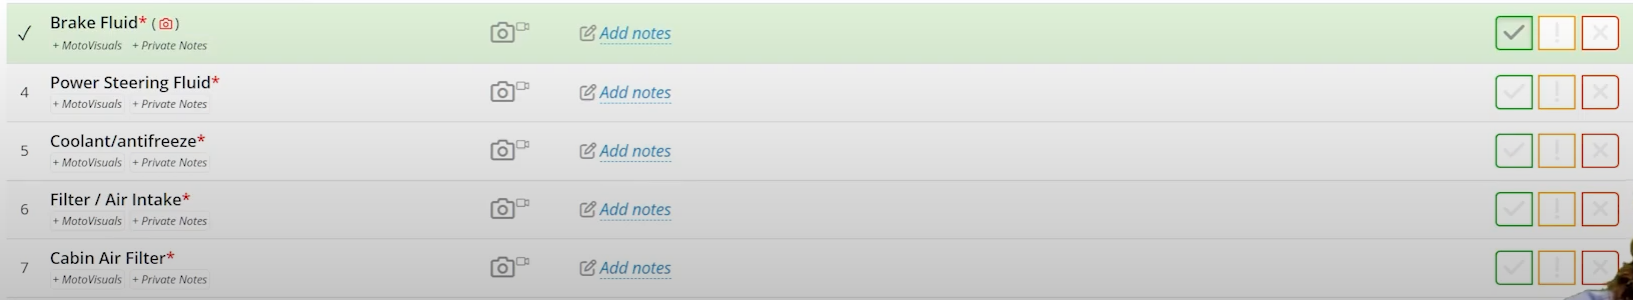 ✓ Brake Fluid* (📷) Add notes
+ MotoVisuals + Private Notes
4 Power Steering Fluid* Add notes
+ MotoVisuals + Private Notes
5 Coolant/antifreeze* Add notes
+ MotoVisuals + Private Notes
6 Filter / Air Intake* Add notes
+ MotoVisuals + Private Notes
7 Cabin Air Filter* Add notes
+ MotoVisuals + Private Notes